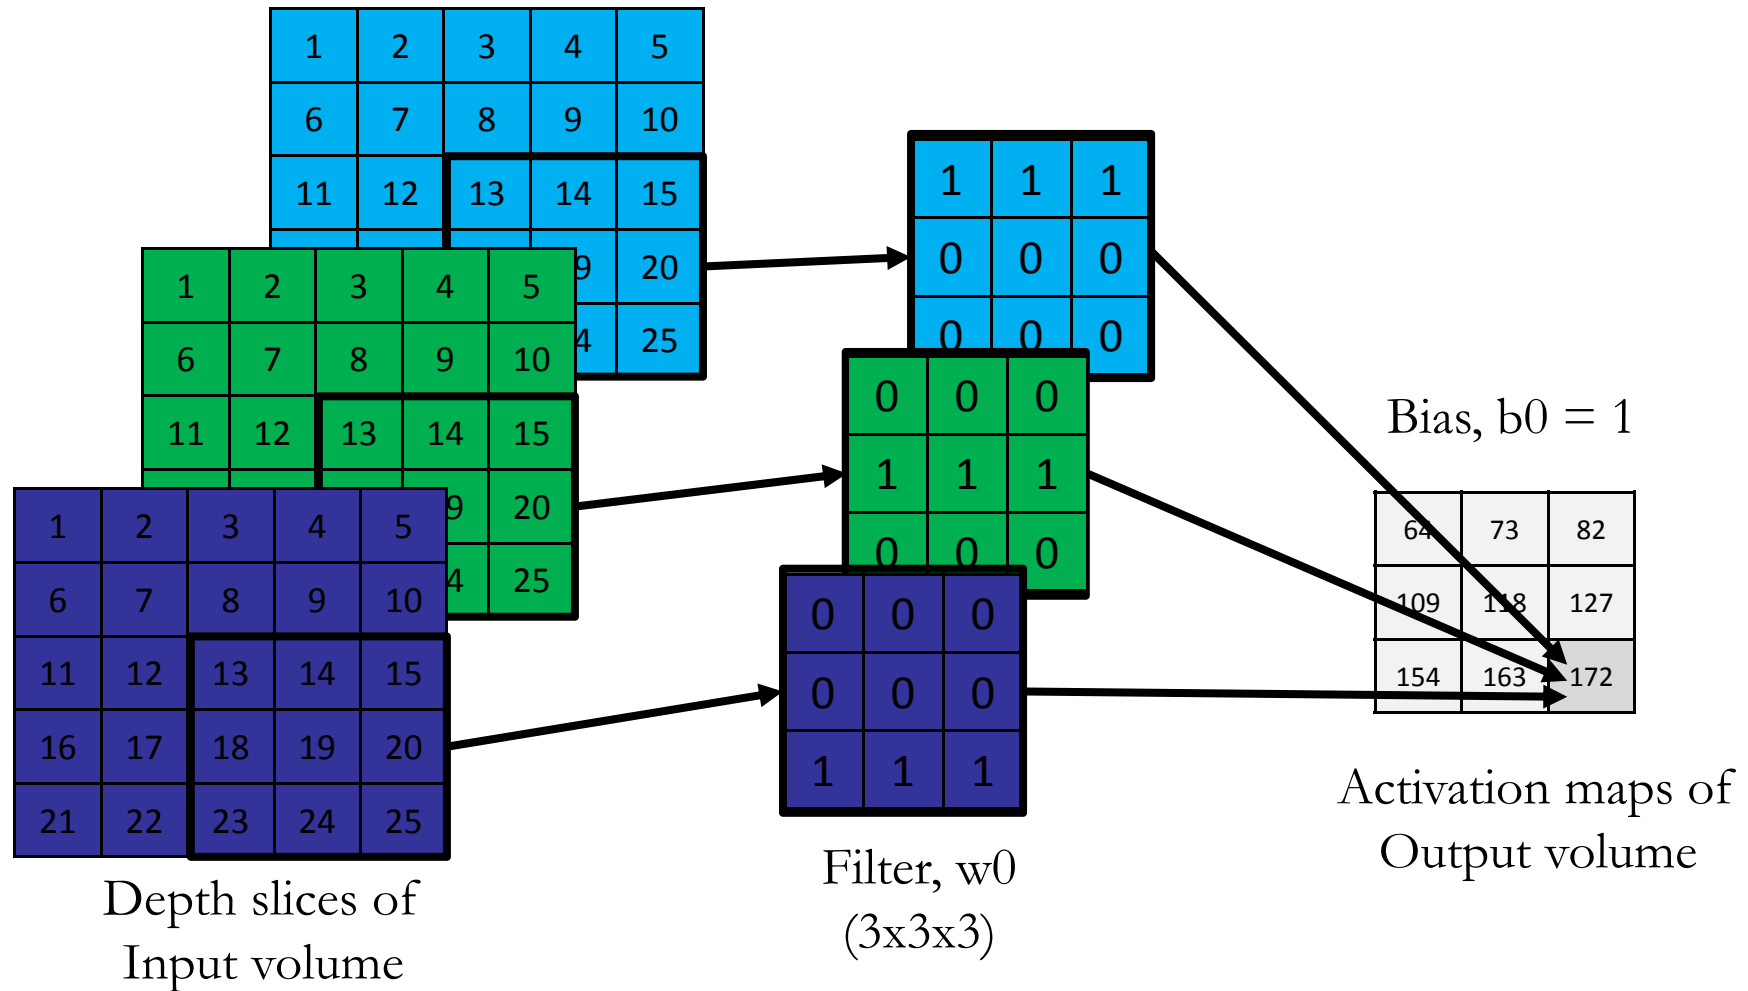 1 2 3 4 5
6 7 8 9 10
11 12 13 14 15
9 20
4 25
1 2 3 4 5
6 7 8 9 10
11 12 13 14 15
9 20
4 25
1 2 3 4 5
6 7 8 9 10
11 12 13 14 15
16 17 18 19 20
21 22 23 24 25
Depth slices of
Input volume
1 1 1
0 0 0
0 0 0
0 0 0
1 1 1
0 0 0
0 0 0
0 0 0
1 1 1
Filter, w0
(3x3x3)
Bias, b0 = 1
64 73 82
109 118 127
154 163 172
Activation maps of
Output volume